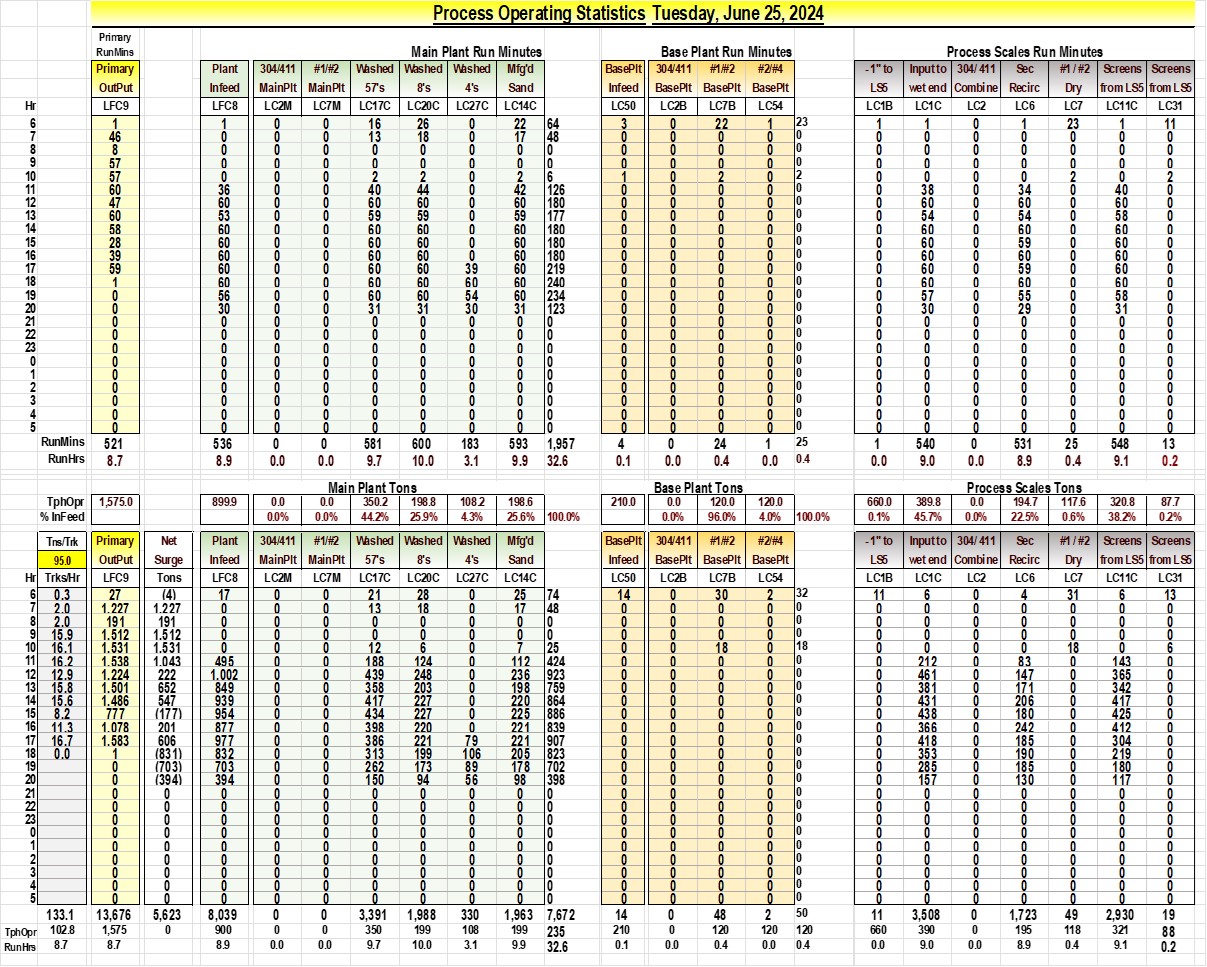 Process Operating Statistics Tuesday, June 25, 2024
Primary
RunMins Main Plant Run Minutes Base Plant Run Minutes Process Scales Run Minutes
Primary Plant 304/411 #1/#2 Washed Washed Washed Mfg'd BasePlt 304/411 #1/#2 #2/#4 -1" to Input to 304/ 411 Sec #1 / #2 Screens Screens
OutPut Infeed MainPlt MainPlt 57's 8's 4's Sand Infeed BasePlt BasePlt BasePlt LS5 wet end Combine Recirc Dry from LS5 from LS5
Hr LFC9 LFC8 LC2M LC7M LC17C LC20C LC27C LC14C LC50 LC2B LC7B LC54 LC1B LC1C LC2 LC6 LC7 LC11C LC31
6 1 1 0 0 16 26 0 22 64 3 0 22 1 23 1 1 0 1 23 1 11
7 46 0 0 0 13 18 0 17 48 0 0 0 0 0 0 0 0 0 0 0 0
8 8 0 0 0 0 0 0 0 0 0 0 0 0 0 0 0 0 0 0 0 0
9 57 0 0 0 0 0 0 0 0 0 0 0 0 0 0 0 0 0 0 0 0
10 57 0 0 0 2 2 0 2 6 1 0 2 0 2 0 0 0 0 2 0 2
11 60 36 0 0 40 44 0 42 126 0 0 0 0 0 0 38 0 34 0 40 0
12 47 60 0 0 60 60 0 60 180 0 0 0 0 0 0 60 0 60 0 60 0
13 60 53 0 0 59 59 0 59 177 0 0 0 0 0 0 54 0 54 0 58 0
14 58 60 0 0 60 60 0 60 180 0 0 0 0 0 0 60 0 60 0 60 0
15 28 60 0 0 60 60 0 60 180 0 0 0 0 0 0 60 0 59 0 60 0
16 39 60 0 0 60 60 0 60 180 0 0 0 0 0 0 60 0 60 0 60 0
17 59 60 0 0 60 60 39 60 219 0 0 0 0 0 0 60 0 59 0 60 0
18 1 60 0 0 60 60 60 60 240 0 0 0 0 0 0 60 0 60 0 60 0
19 0 56 0 0 60 60 54 60 234 0 0 0 0 0 0 57 0 55 0 58 0
20 0 30 0 0 31 31 30 31 123 0 0 0 0 0 0 30 0 29 0 31 0
21 0 0 0 0 0 0 0 0 0 0 0 0 0 0 0 0 0 0 0 0 0
22 0 0 0 0 0 0 0 0 0 0 0 0 0 0 0 0 0 0 0 0 0
23 0 0 0 0 0 0 0 0 0 0 0 0 0 0 0 0 0 0 0 0 0
0 0 0 0 0 0 0 0 0 0 0 0 0 0 0 0 0 0 0 0 0 0
1 0 0 0 0 0 0 0 0 0 0 0 0 0 0 0 0 0 0 0 0 0
2 0 0 0 0 0 0 0 0 0 0 0 0 0 0 0 0 0 0 0 0 0
3 0 0 0 0 0 0 0 0 0 0 0 0 0 0 0 0 0 0 0 0 0
4 0 0 0 0 0 0 0 0 0 0 0 0 0 0 0 0 0 0 0 0 0
5 0 0 0 0 0 0 0 0 0 0 0 0 0 0 0 0 0 0 0 0 0
RunMins 521 536 0 0 581 600 183 593 1,957 4 0 24 1 25 1 540 0 531 25 548 13
RunHrs 8.7 8.9 0.0 0.0 9.7 10.0 3.1 9.9 32.6 0.1 0.0 0.4 0.0 0.4 0.0 9.0 0.0 8.9 0.4 9.1 0.2
Main Plant Tons Base Plant Tons Process Scales Tons
TphOpr 1,575.0 899.9 0.0 0.0 350.2 198.8 108.2 198.6 210.0 0.0 120.0 120.0 660.0 389.8 0.0 194.7 117.6 320.8 87.7
% InFeed 0.0% 0.0% 44.2% 25.9% 4.3% 25.6% 100.0% 0.0% 96.0% 4.0% 100.0% 0.1% 45.7% 0.0% 22.5% 0.6% 38.2% 0.2%
Tns/Trk Primary Net Plant 304/411 #1/#2 Washed Washed Washed Mfg'd BasePlt 304/411 #1/#2 #2/#4 -1" to Input to 304/ 411 Sec #1 / #2 Screens Screens
95.0 OutPut Surge Infeed MainPlt MainPlt 57's 8's 4's Sand Infeed BasePlt BasePlt BasePlt LS5 wet end Combine Recirc Dry from LS5 from LS5
Hr Trks/Hr LFC9 Tons LFC8 LC2M LC7M LC17C LC20C LC27C LC14C LC50 LC2B LC7B LC54 LC1B LC1C LC2 LC6 LC7 LC11C LC31
6 0.3 27 (4) 17 0 0 21 28 0 25 74 14 0 30 2 32 11 6 0 4 31 6 13
7 2.0 1.227 1.227 0 0 0 13 18 0 17 48 0 0 0 0 0 0 0 0 0 0 0 0
8 2.0 191 191 0 0 0 0 0 0 0 0 0 0 0 0 0 0 0 0 0 0 0 0
9 15.9 1.512 1.512 0 0 0 0 0 0 0 0 0 0 0 0 0 0 0 0 0 0 0 0
10 16.1 1.531 1.531 0 0 0 12 6 0 7 25 0 0 18 0 18 0 0 0 0 18 0 6
11 16.2 1.538 1.043 495 0 0 188 124 0 112 424 0 0 0 0 0 0 212 0 83 0 143 0
12 12.9 1.224 222 1.002 0 0 439 248 0 236 923 0 0 0 0 0 0 461 0 147 0 365 0
13 15.8 1.501 652 849 0 0 358 203 0 198 759 0 0 0 0 0 0 381 0 171 0 342 0
14 15.6 1.486 547 939 0 0 417 227 0 220 864 0 0 0 0 0 0 431 0 206 0 417 0
15 8.2 777 (177) 954 0 0 434 227 0 225 886 0 0 0 0 0 0 438 0 180 0 425 0
16 11.3 1.078 201 877 0 0 398 220 0 221 839 0 0 0 0 0 0 366 0 242 0 412 0
17 16.7 1.583 606 977 0 0 386 221 79 221 907 0 0 0 0 0 0 418 0 185 0 304 0
18 0.0 1 (831) 832 0 0 313 199 106 205 823 0 0 0 0 0 0 353 0 190 0 219 0
19 0 (703) 703 0 0 262 173 89 178 702 0 0 0 0 0 0 285 0 185 0 180 0
20 0 (394) 394 0 0 150 94 56 98 398 0 0 0 0 0 0 157 0 130 0 117 0
21 0 0 0 0 0 0 0 0 0 0 0 0 0 0 0 0 0 0 0 0 0 0
22 0 0 0 0 0 0 0 0 0 0 0 0 0 0 0 0 0 0 0 0 0 0
23 0 0 0 0 0 0 0 0 0 0 0 0 0 0 0 0 0 0 0 0 0 0
0 0 0 0 0 0 0 0 0 0 0 0 0 0 0 0 0 0 0 0 0 0 0
1 0 0 0 0 0 0 0 0 0 0 0 0 0 0 0 0 0 0 0 0 0 0
2 0 0 0 0 0 0 0 0 0 0 0 0 0 0 0 0 0 0 0 0 0 0
3 0 0 0 0 0 0 0 0 0 0 0 0 0 0 0 0 0 0 0 0 0 0
4 0 0 0 0 0 0 0 0 0 0 0 0 0 0 0 0 0 0 0 0 0 0
5 0 0 0 0 0 0 0 0 0 0 0 0 0 0 0 0 0 0 0 0 0 0
133.1 13,676 5,623 8,039 0 0 3,391 1,988 330 1,963 7,672 14 0 48 2 50 11 3,508 0 1,723 49 2,930 19
TphOpr 102.8 1,575 0 900 0 0 350 199 108 199 235 210 0 120 120 120 660 390 0 195 118 321 88
RunHrs 8.7 8.7 8.9 0.0 0.0 9.7 10.0 3.1 9.9 32.6 0.1 0.0 0.4 0.0 0.4 0.0 9.0 0.0 8.9 0.4 9.1 0.2